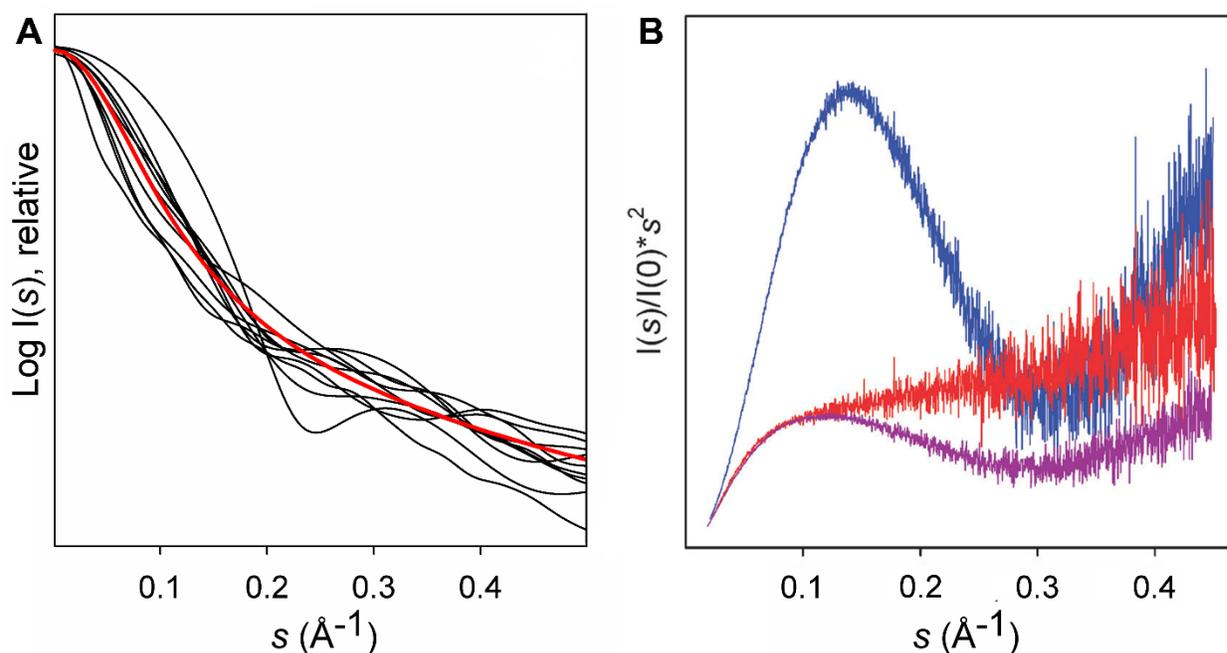 A
Log I(s), relative
0.1 0.2 0.3 0.4
s (Å⁻¹)
B
I(s)/I(0)*s²
0.1 0.2 0.3 0.4
s (Å⁻¹)